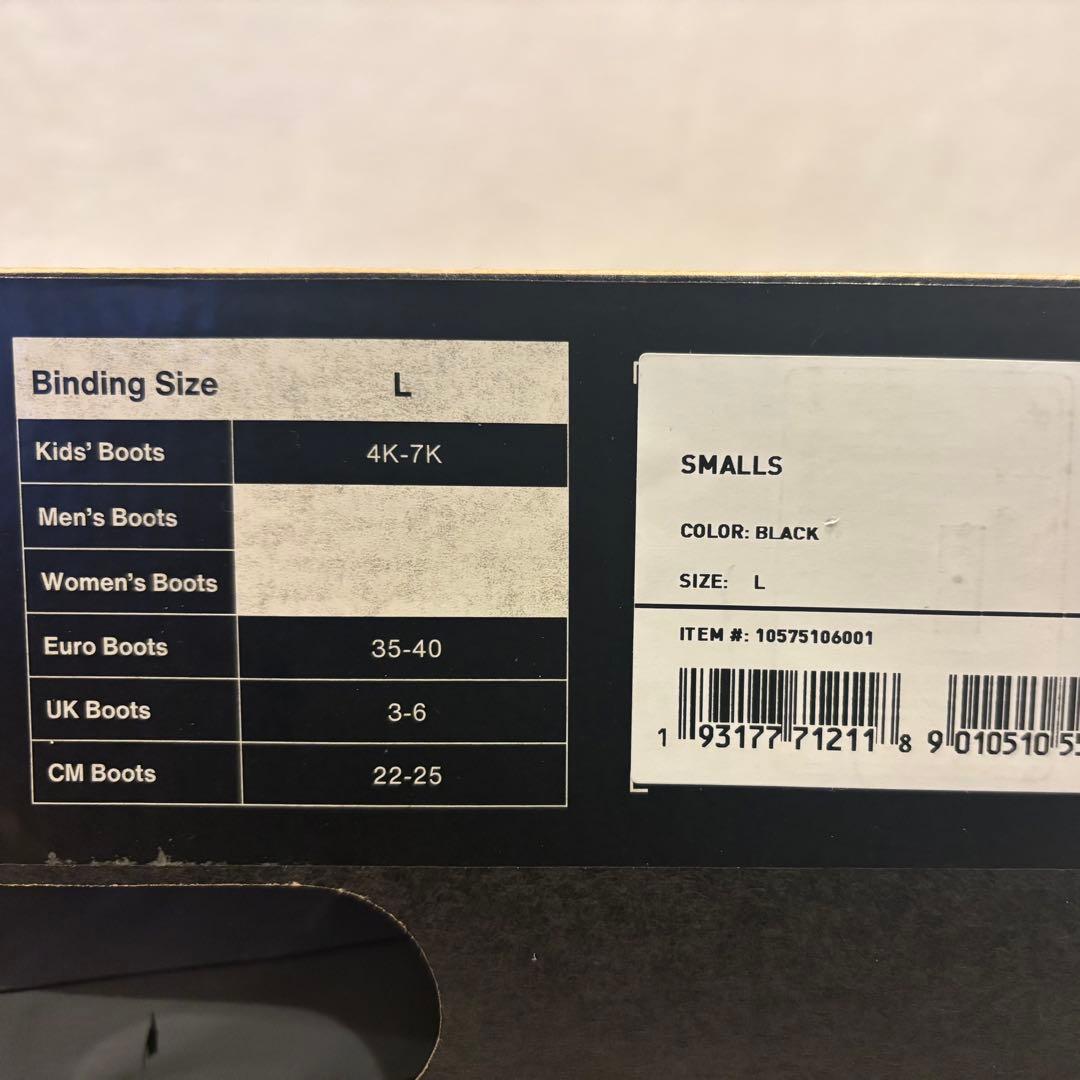 Binding Size L
Kids' Boots 4K-7K
Men's Boots
Women's Boots
Euro Boots 35-40
UK Boots 3-6
CM Boots 22-25
SMALLS
COLOR: BLACK
SIZE: L
ITEM #: 10575106001
1 93177 71211 8 9 010510 55